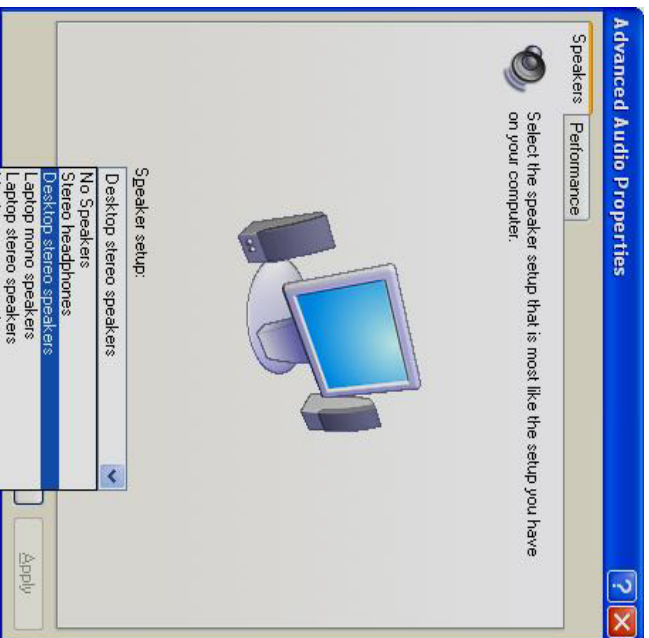 Advanced Audio Properties
Speakers
Performance
Select the speaker setup that is most like the setup you have
on your computer.
Speaker setup:
Desktop stereo speakers
No Speakers
Stereo headphones
Desktop stereo speakers
Laptop mono speakers
Laptop stereo speakers
Apply